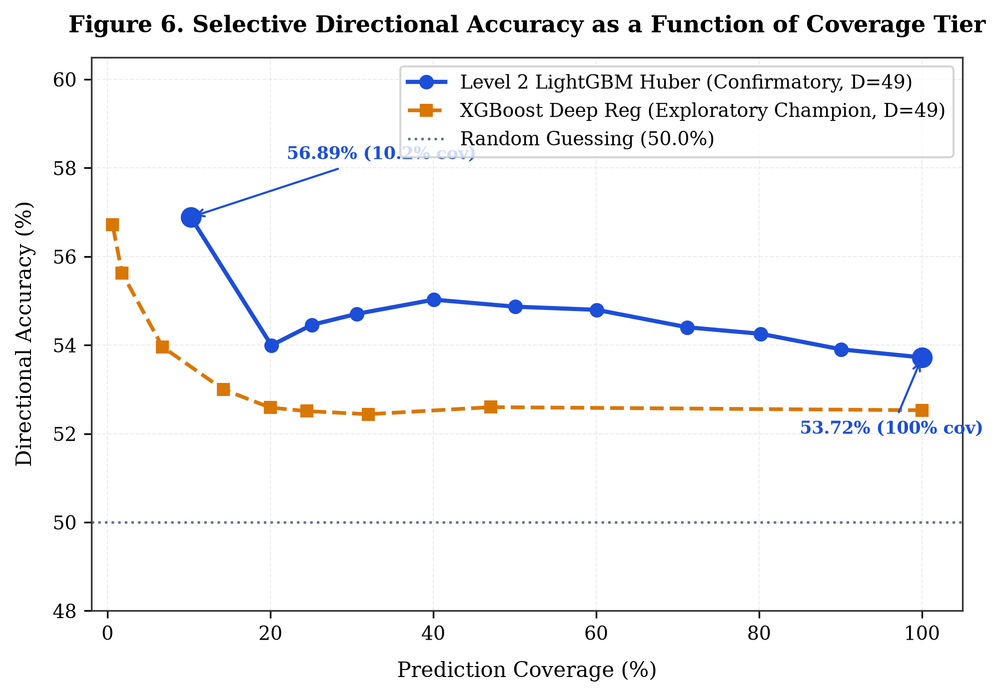 Figure 6. Selective Directional Accuracy as a Function of Coverage Tier
Level 2 LightGBM Huber (Confirmatory, D=49)
XGBoost Deep Reg (Exploratory Champion, D=49)
Random Guessing (50.0%)
56.89% (10.2% cov)
53.72% (100% cov)
Directional Accuracy (%)
60
58
56
54
52
50
48
0 20 40 60 80 100
Prediction Coverage (%)